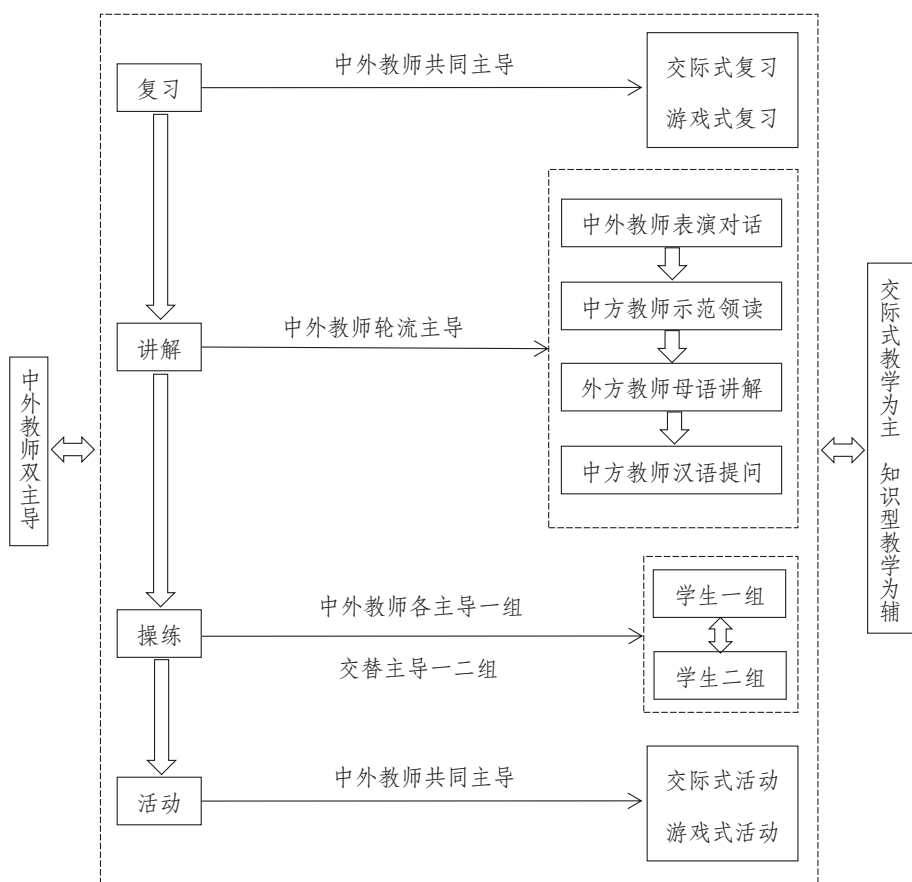 中外教师双主导
复习
中外教师共同主导
交际式复习
游戏式复习
讲解
中外教师轮流主导
中外教师表演对话
中方教师示范领读
外方教师母语讲解
中方教师汉语提问
操练
中外教师各主导一组
交替主导一二组
学生一组
学生二组
活动
中外教师共同主导
交际式活动
游戏式活动
交际式教学为主 知识型教学为辅